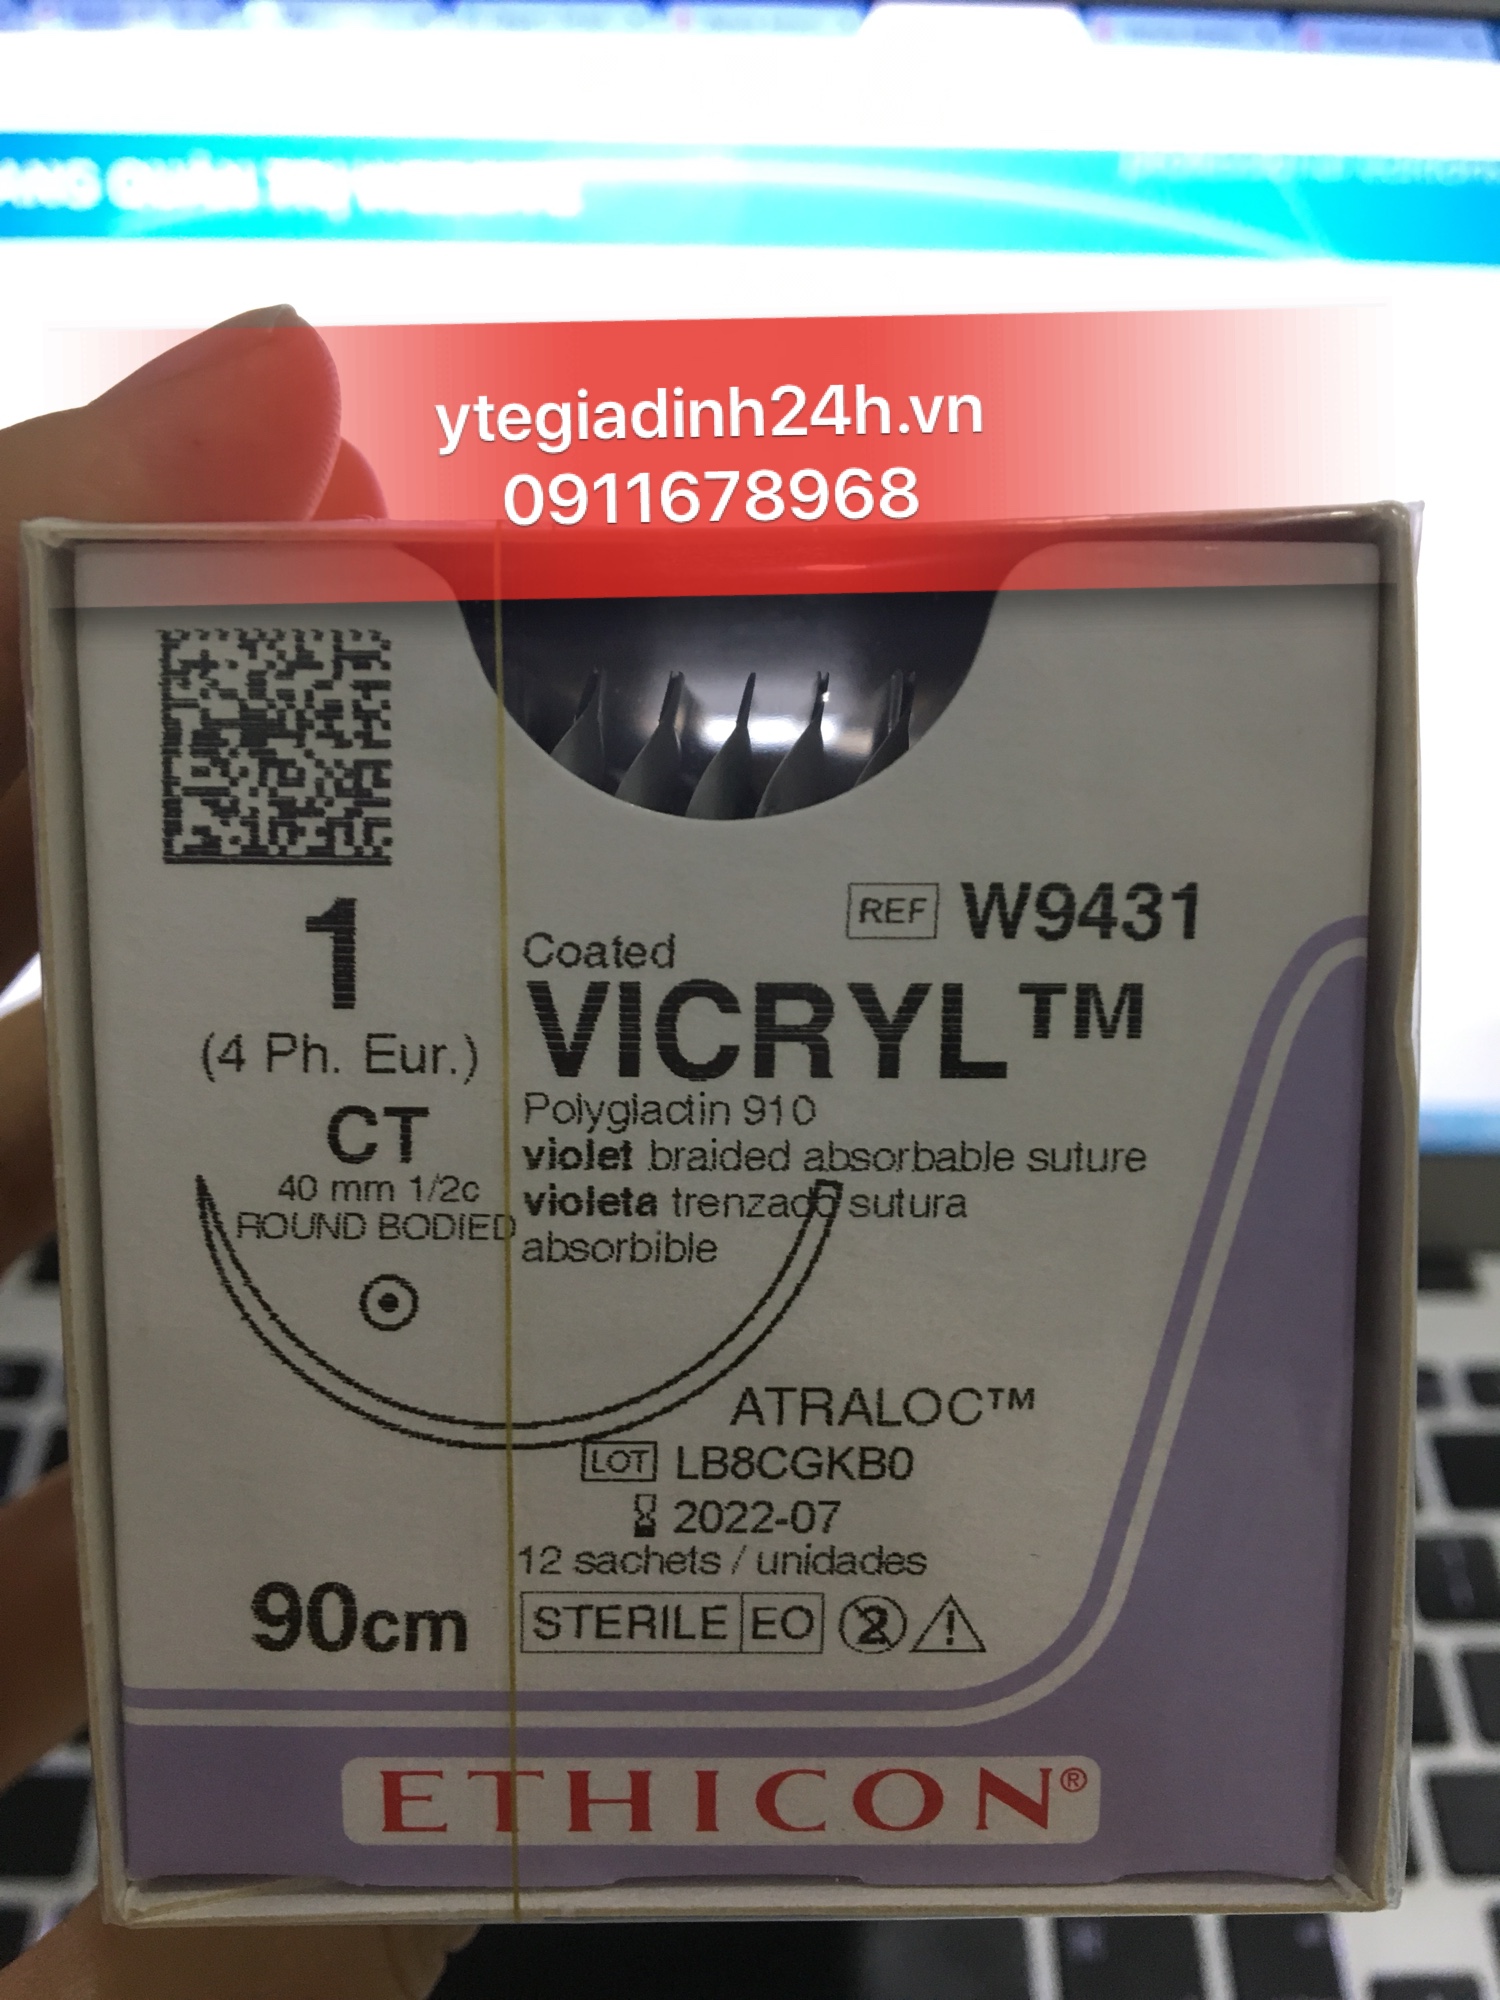 ytegiadinh24h.vn
0911678968
REF W9431
1
(4 Ph. Eur.)
CT
40 mm 1/2c
ROUND BODIED
Coated
VICRYL™
Polyglactin 910
violet braided absorbable suture
violeta trenzado sutura
absorbible
ATRALOC™
LOT LB8CGKB0
2022-07
12 sachets / unidades
90cm
STERILE EO 2
ETHICON®